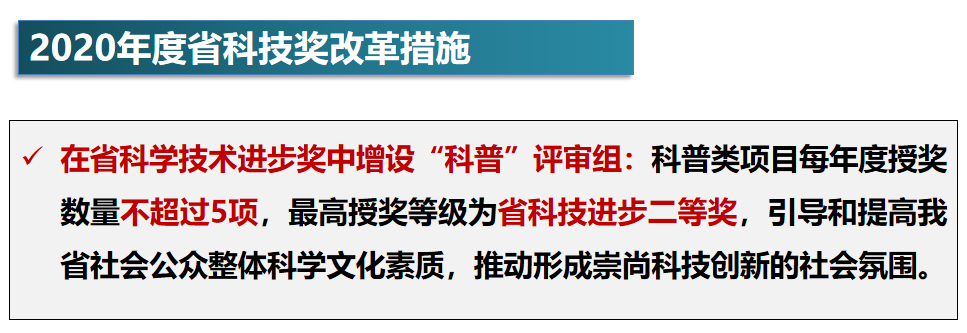 2020年度省科技奖改革措施
✓ 在省科学技术进步奖中增设“科普”评审组：科普类项目每年度授奖
数量不超过5项，最高授奖等级为省科技进步二等奖，引导和提高我
省社会公众整体科学文化素质，推动形成崇尚科技创新的社会氛围。